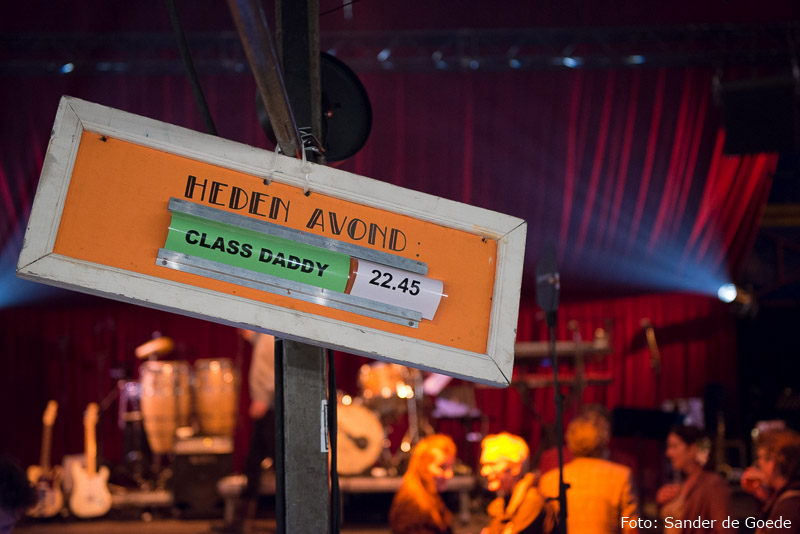 HEDEN AVOND:
CLASS DADDY 22.45
Foto: Sander de Goede